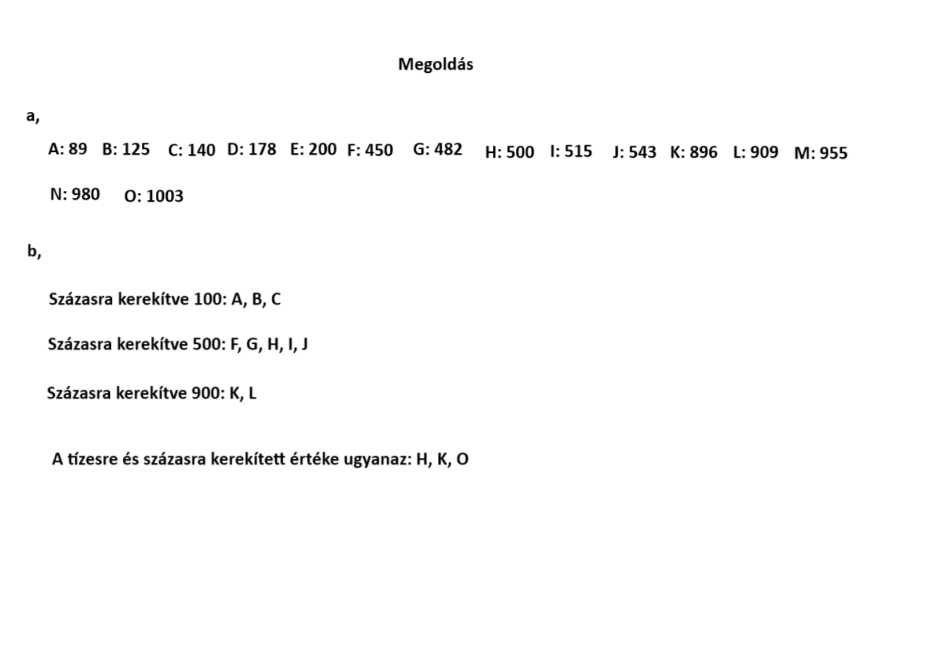 Megoldás
a,
A: 89 B: 125 C: 140 D: 178 E: 200 F: 450 G: 482 H: 500 I: 515 J: 543 K: 896 L: 909 M: 955
N: 980 O: 1003
b,
Százasra kerekítve 100: A, B, C
Százasra kerekítve 500: F, G, H, I, J
Százasra kerekítve 900: K, L
A tízesre és százasra kerekített értéke ugyanaz: H, K, O